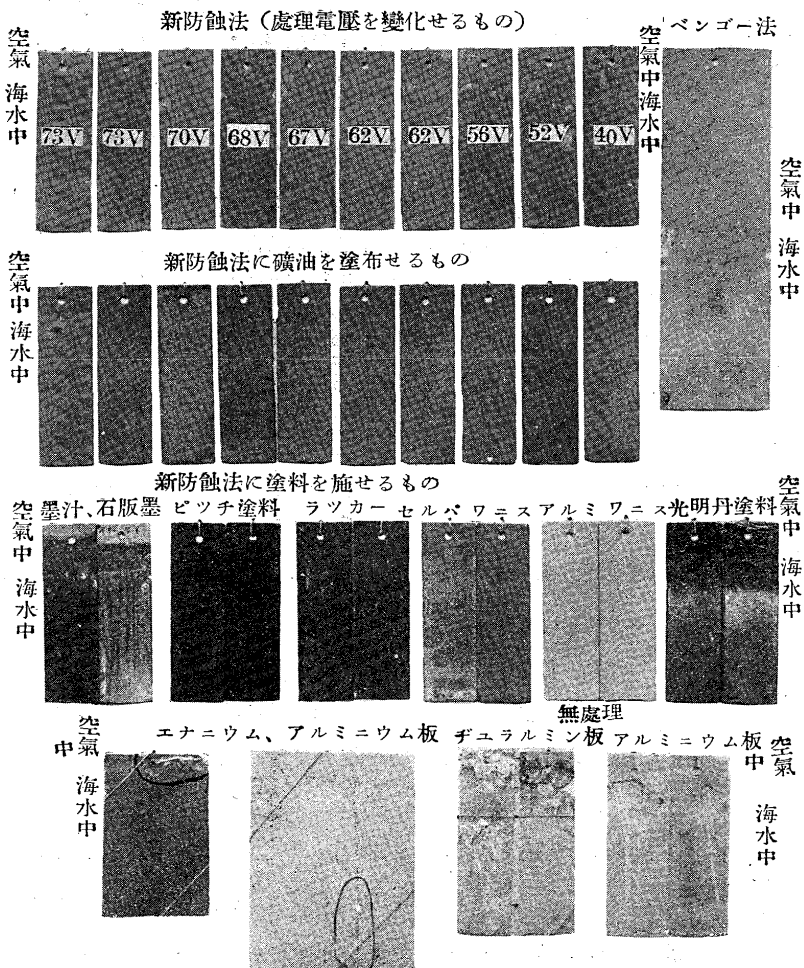 新防蝕法（處理電壓を變化せるもの）
ベンゴー法
空氣 海水中
73V 73V 70V 68V 67V 62V 62V 56V 52V 40V
空氣中 海水中
空氣中 海水中
新防蝕法に礦油を塗布せるもの
空氣中 海水中
新防蝕法に塗料を施せるもの
墨汁、石版墨 ピツチ塗料 ラツカー セルバワニス アルミワニス 光明丹塗料
空氣中 海水中
空氣中 海水中
無處理
エナニウム、アルミニウム板 ヂユラルミン板 アルミニウム板
空氣中 海水中
空氣中 海水中